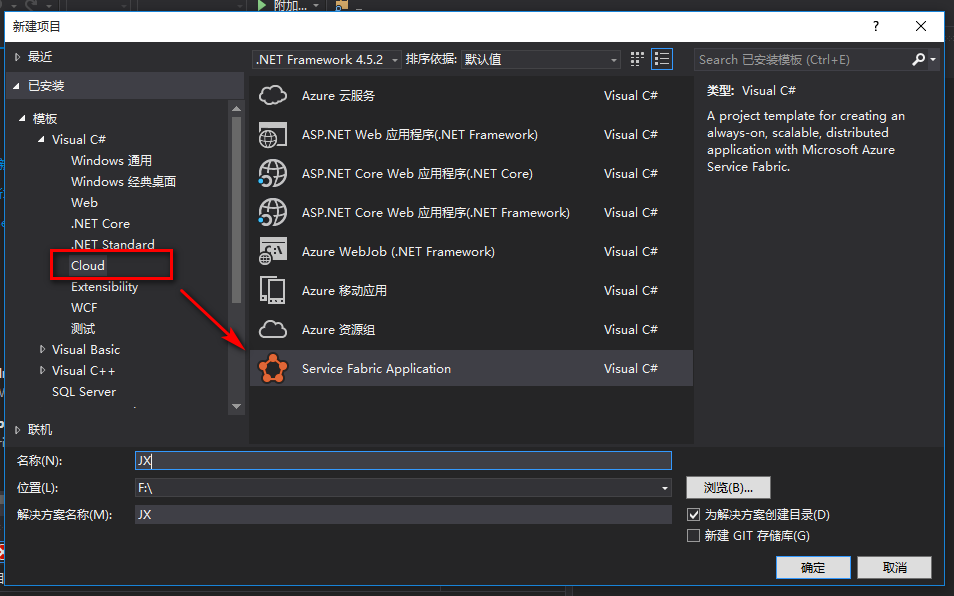 附加...
新建项目
?
最近
.NET Framework 4.5.2
排序依据:
默认值
Search 已安装模板 (Ctrl+E)
已安装
模板
Visual C#
Windows 通用
Windows 经典桌面
Web
.NET Core
.NET Standard
Cloud
Extensibility
WCF
测试
Visual Basic
Visual C++
SQL Server
联机
Azure 云服务 Visual C#
ASP.NET Web 应用程序(.NET Framework) Visual C#
ASP.NET Core Web 应用程序(.NET Core) Visual C#
ASP.NET Core Web 应用程序(.NET Framework) Visual C#
Azure WebJob (.NET Framework) Visual C#
Azure 移动应用 Visual C#
Azure 资源组 Visual C#
Service Fabric Application Visual C#
类型: Visual C#
A project template for creating an
always-on, scalable, distributed
application with Microsoft Azure
Service Fabric.
名称(N): JX
位置(L): F:\
浏览(B)...
解决方案名称(M): JX
为解决方案创建目录(D)
新建 GIT 存储库(G)
确定
取消